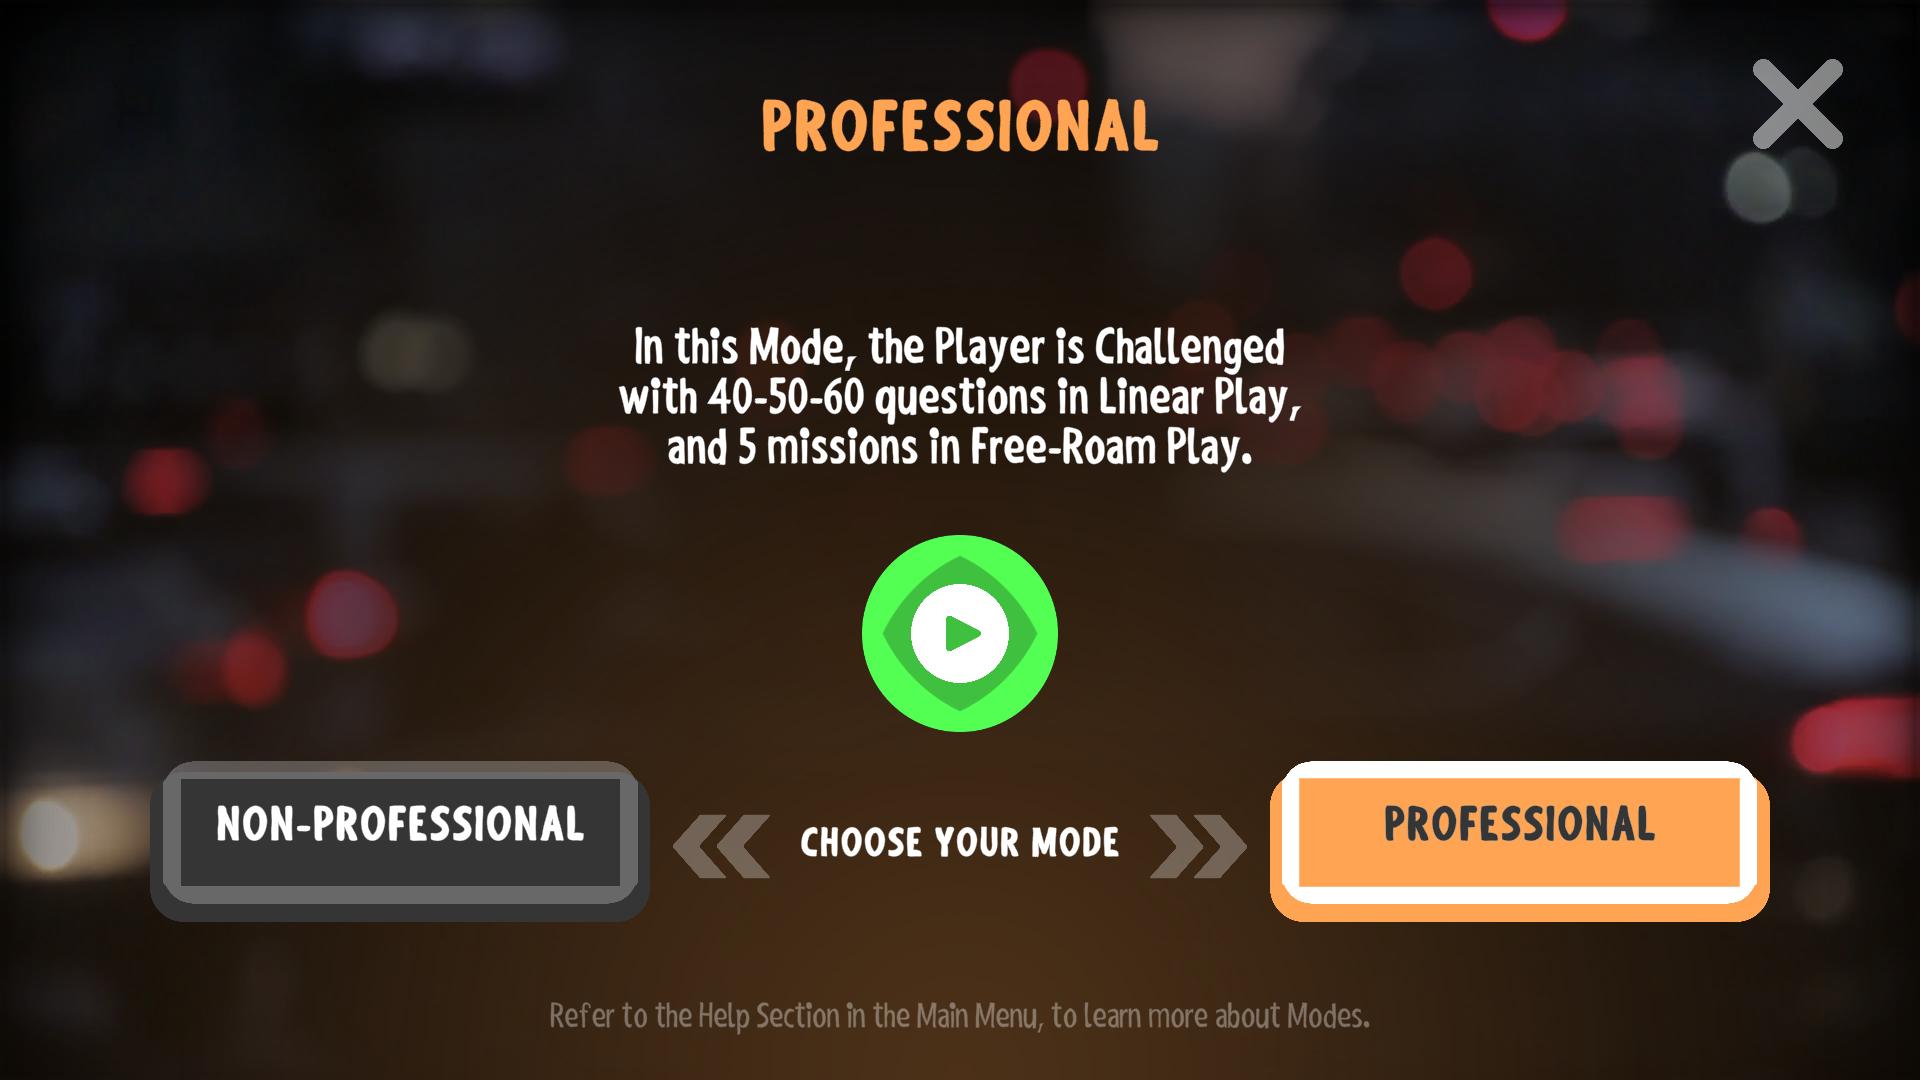 PROFESSIONAL
In this Mode, the Player is Challenged
with 40-50-60 questions in Linear Play,
and 5 missions in Free-Roam Play.
NON-PROFESSIONAL
CHOOSE YOUR MODE
PROFESSIONAL
Refer to the Help Section in the Main Menu, to learn more about Modes.